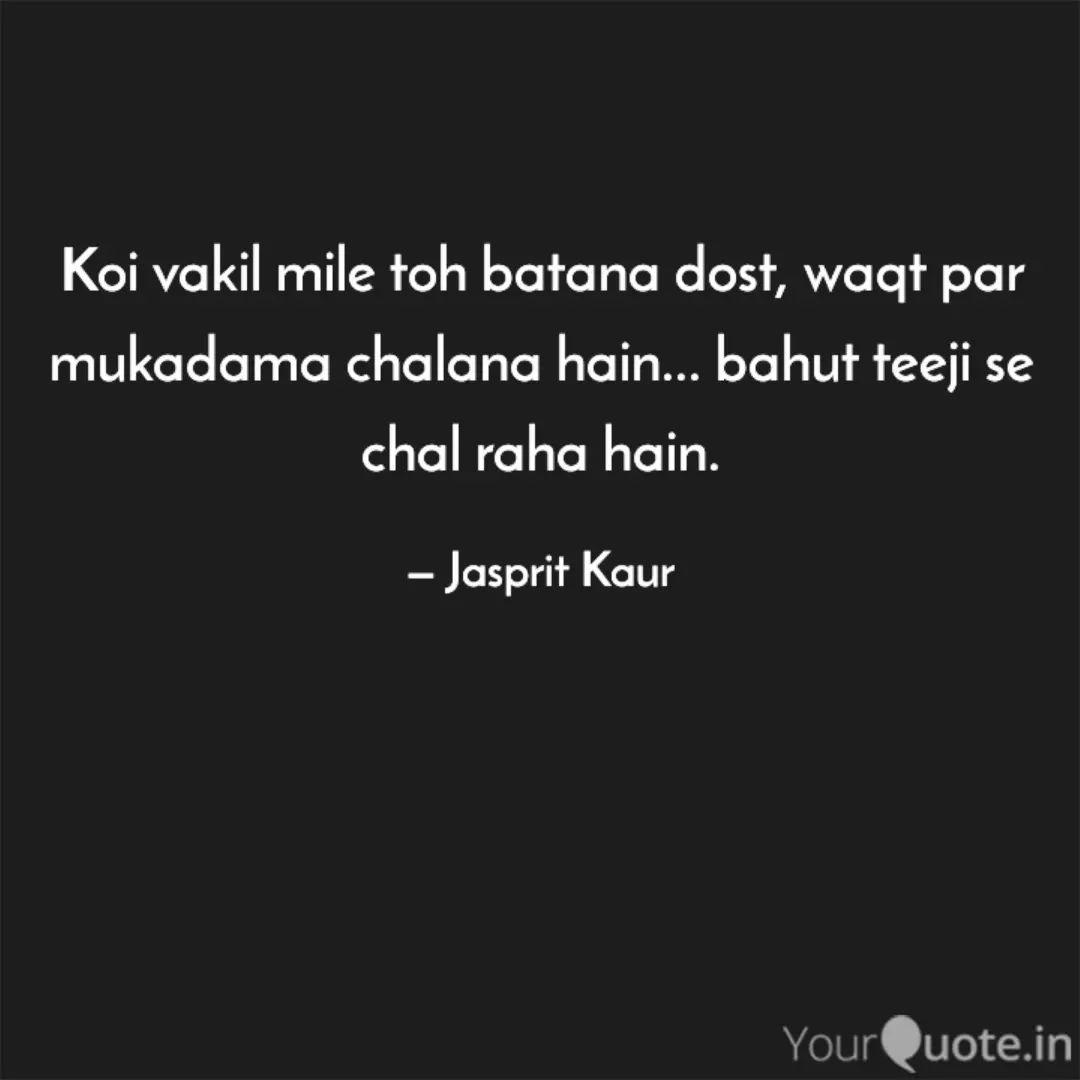 Koi vakil mile toh batana dost, waqt par
mukadama chalana hain... bahut teeji se
chal raha hain.
– Jasprit Kaur
YourQuote.in